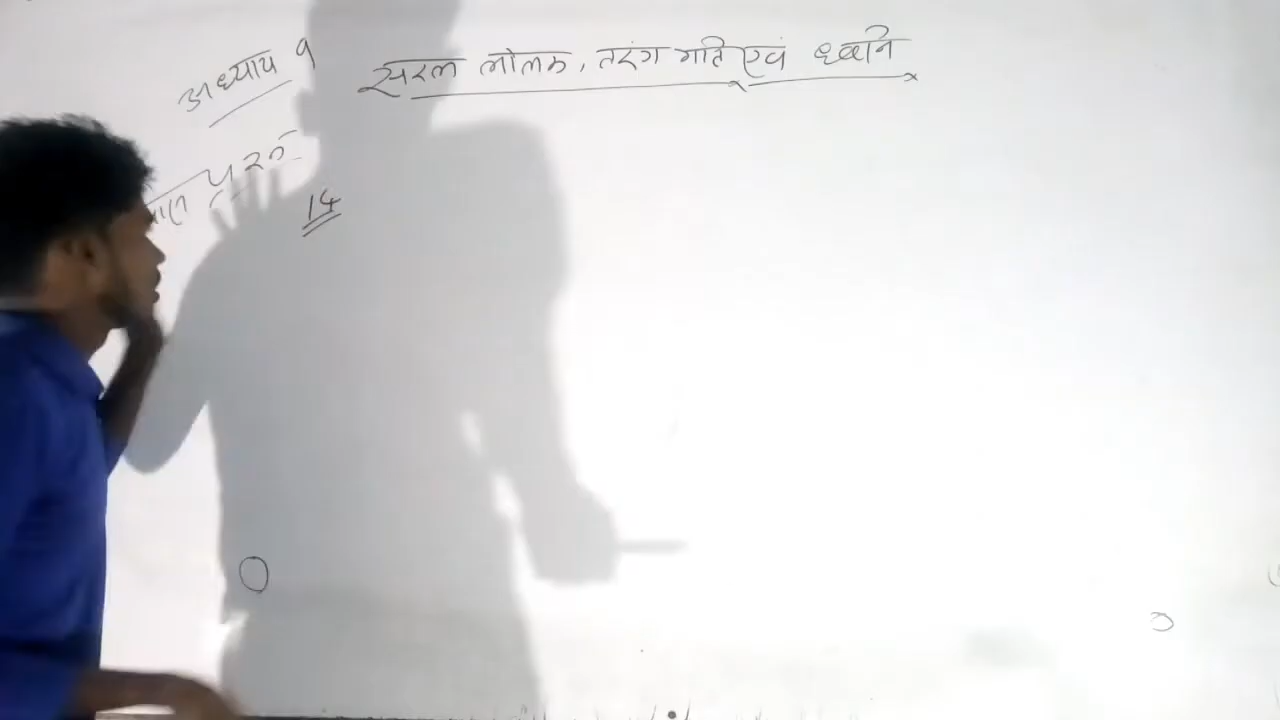 अध्याय 9
सरल लोलक, तरंग गति एवं ध्वनि
14